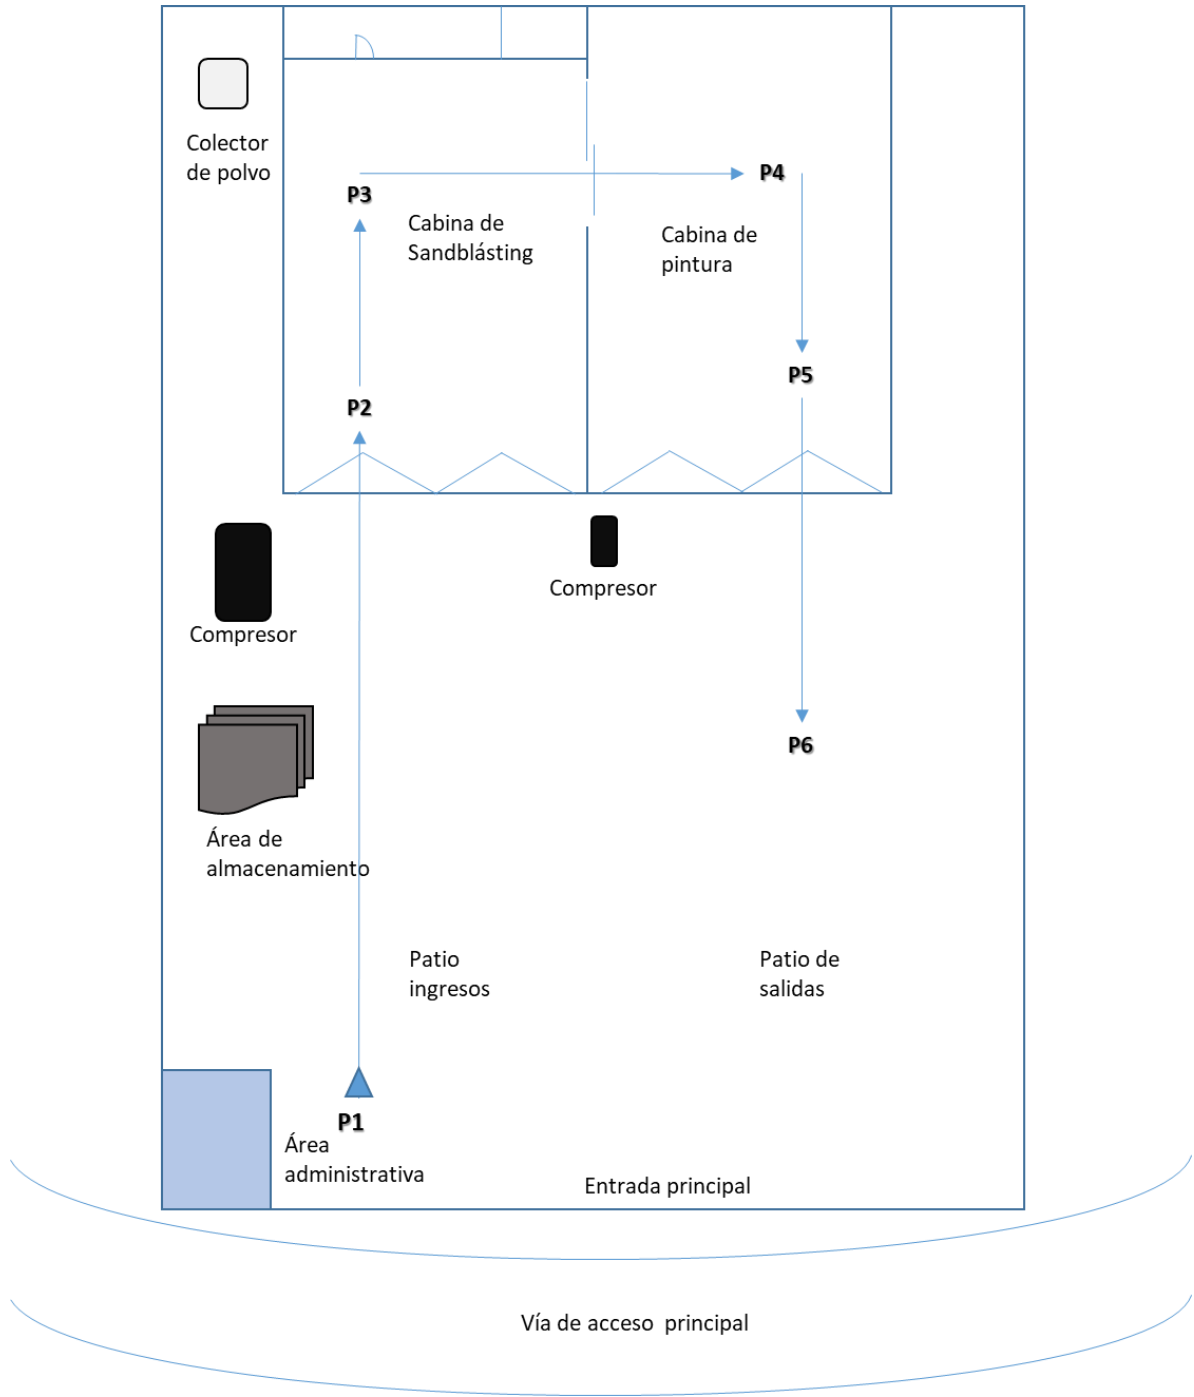 Colector
de polvo
P3
P4
Cabina de
Sandblásting
Cabina de
pintura
P2
P5
Compresor
Compresor
P6
Área de
almacenamiento
Patio
ingresos
Patio de
salidas
P1
Área
administrativa
Entrada principal
Vía de acceso  principal